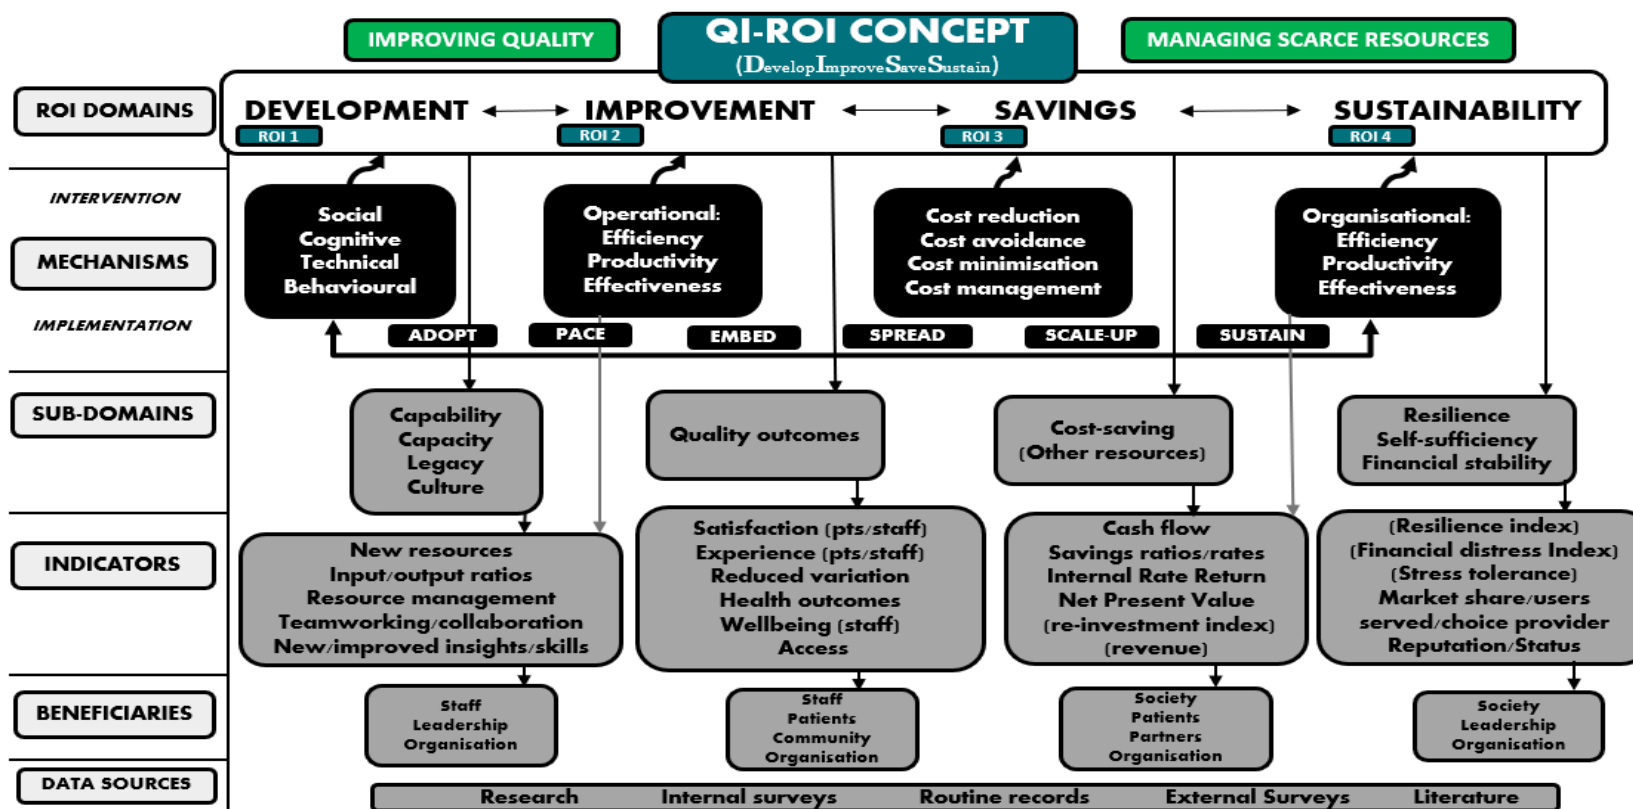 IMPROVING QUALITY
QI-ROI CONCEPT
(DevelopImproveSaveSustain)
MANAGING SCARCE RESOURCES
ROI DOMAINS
DEVELOPMENT
IMPROVEMENT
SAVINGS
SUSTAINABILITY
ROI 1
ROI 2
ROI 3
ROI 4
INTERVENTION
MECHANISMS
IMPLEMENTATION
Social
Cognitive
Technical
Behavioural
Operational:
Efficiency
Productivity
Effectiveness
Cost reduction
Cost avoidance
Cost minimisation
Cost management
Organisational:
Efficiency
Productivity
Effectiveness
ADOPT
PACE
EMBED
SPREAD
SCALE-UP
SUSTAIN
SUB-DOMAINS
Capability
Capacity
Legacy
Culture
Quality outcomes
Cost-saving
(Other resources)
Resilience
Self-sufficiency
Financial stability
INDICATORS
New resources
Input/output ratios
Resource management
Teamworking/collaboration
New/improved insights/skills
Satisfaction (pts/staff)
Experience (pts/staff)
Reduced variation
Health outcomes
Wellbeing (staff)
Access
Cash flow
Savings ratios/rates
Internal Rate Return
Net Present Value
(re-investment index)
(revenue)
(Resilience index)
(Financial distress Index)
(Stress tolerance)
Market share/users
served/choice provider
Reputation/Status
BENEFICIARIES
Staff
Leadership
Organisation
Staff
Patients
Community
Organisation
Society
Patients
Partners
Organisation
Society
Leadership
Organisation
DATA SOURCES
Research
Internal surveys
Routine records
External Surveys
Literature